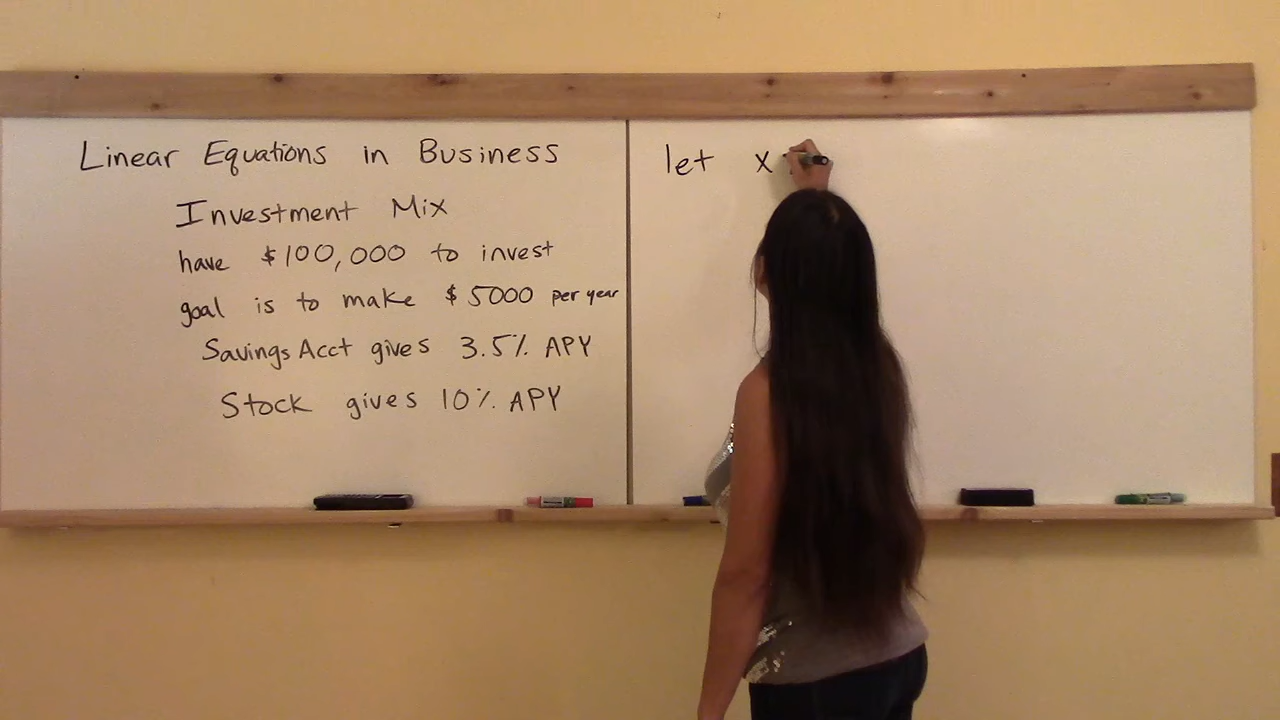 Linear Equations in Business
Investment Mix
have $100,000 to invest
goal is to make $5000 per year
Savings Acct gives 3.5% APY
Stock gives 10% APY
let x